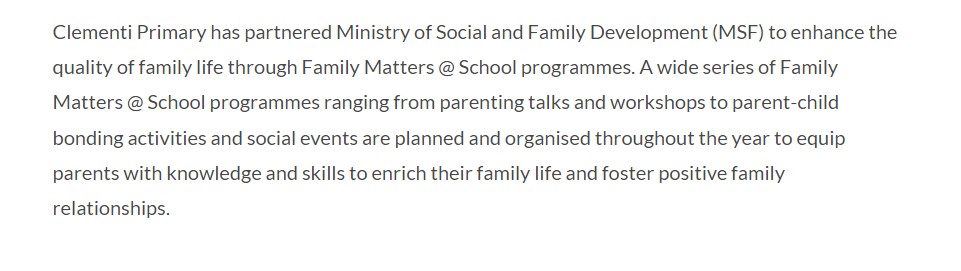 Clementi Primary has partnered Ministry of Social and Family Development (MSF) to enhance the
quality of family life through Family Matters @ School programmes. A wide series of Family
Matters @ School programmes ranging from parenting talks and workshops to parent-child
bonding activities and social events are planned and organised throughout the year to equip
parents with knowledge and skills to enrich their family life and foster positive family
relationships.